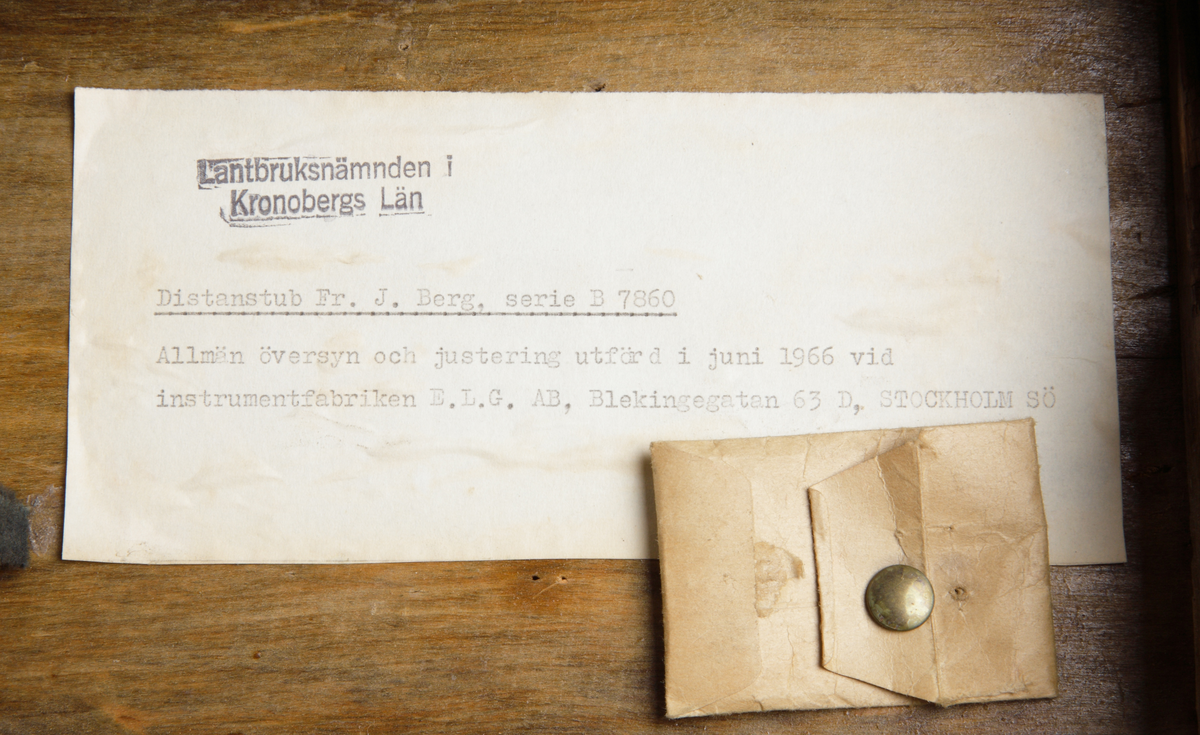 Lantbruksnämnden i
Kronobergs Län
Distanstub Fr. J. Berg, serie B 7860
Allmän översyn och justering utförd i juni 1966 vid
instrumentfabriken E.L.G. AB, Blekingegatan 63 D, STOCKHOLM SÖ